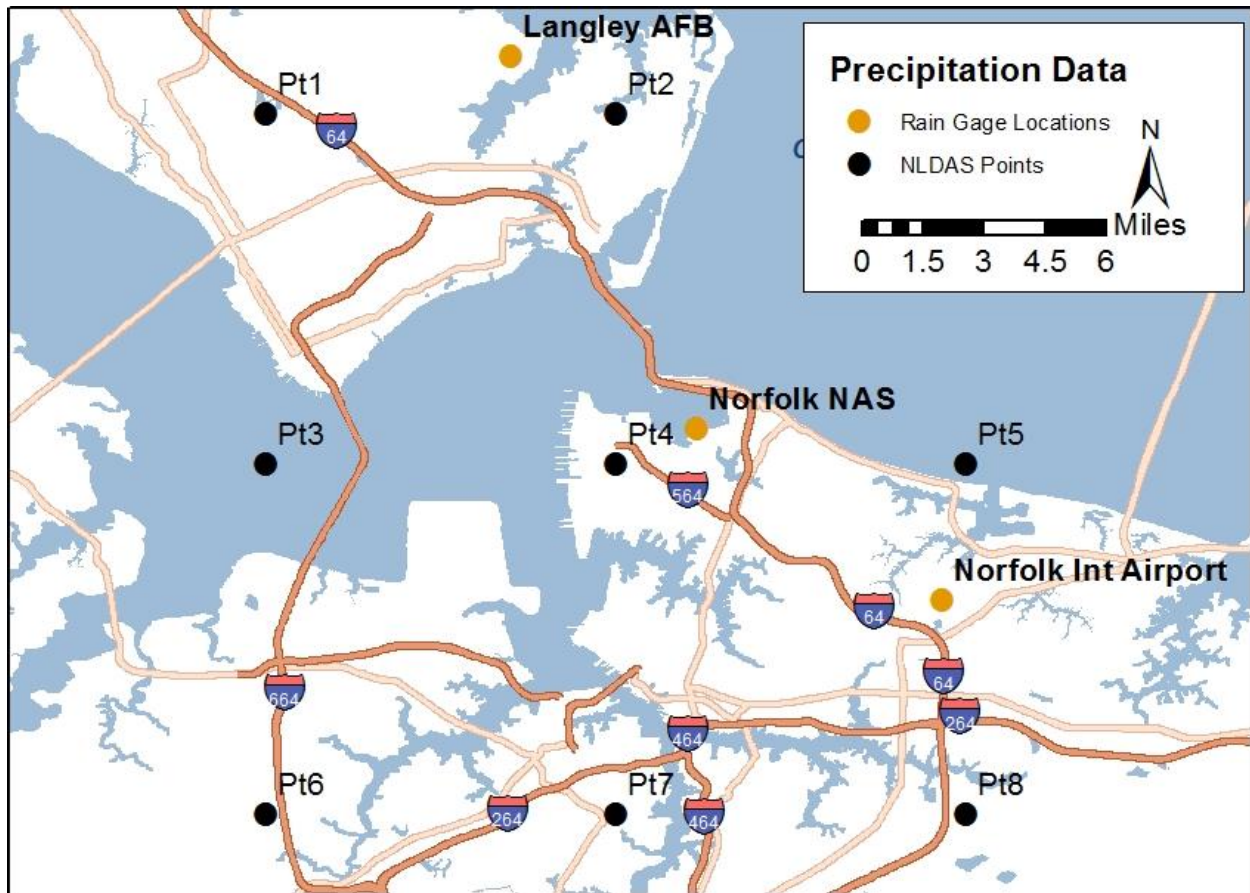 Langley AFB
Pt1
Pt2
64
Precipitation Data
Rain Gage Locations
NLDAS Points
N
Miles
0 1.5 3 4.5 6
Norfolk NAS
Pt3
Pt4
Pt5
564
Norfolk Int Airport
64
64
664
264
464
Pt6
Pt7
Pt8
264
464